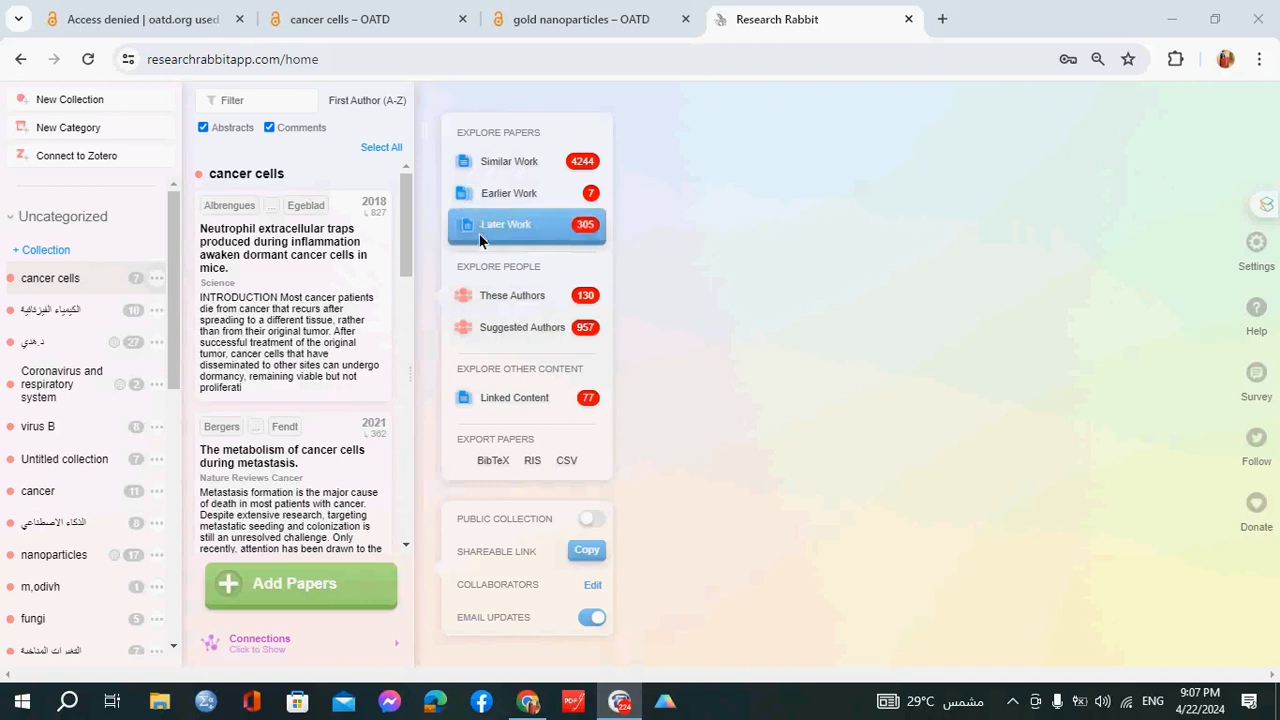 Access denied | oatd.org used
cancer cells – OATD
gold nanoparticles – OATD
Research Rabbit
researchrabbitapp.com/home
New Collection
New Category
Connect to Zotero
Uncategorized
+ Collection
cancer cells 7
الكيمياء الفيزيائية 10
د.هدي 27
Coronavirus and
respiratory
system
2
virus B 8
Untitled collection 7
cancer 11
الذكاء الاصطناعي 8
nanoparticles 17
m,odivh 1
fungi 5
التغيرات المناخية 7
Filter
First Author (A-Z)
Abstracts
Comments
Select All
cancer cells
Albrengues ... Egeblad 2018
827
Neutrophil extracellular traps
produced during inflammation
awaken dormant cancer cells in
mice.
Science
INTRODUCTION Most cancer patients
die from cancer that recurs after
spreading to a different tissue, rather
than from their original tumor. After
successful treatment of the original
tumor, cancer cells that have
disseminated to other sites can undergo
dormancy, remaining viable but not
proliferati
Bergers ... Fendt 2021
362
The metabolism of cancer cells
during metastasis.
Nature Reviews Cancer
Metastasis formation is the major cause
of death in most patients with cancer.
Despite extensive research, targeting
metastatic seeding and colonization is
still an unresolved challenge. Only
recently, attention has been drawn to the
Add Papers
Connections
Click to Show
EXPLORE PAPERS
Similar Work 4244
Earlier Work 7
Later Work 305
EXPLORE PEOPLE
These Authors 130
Suggested Authors 957
EXPLORE OTHER CONTENT
Linked Content 77
EXPORT PAPERS
BibTeX RIS CSV
PUBLIC COLLECTION
SHAREABLE LINK Copy
COLLABORATORS Edit
EMAIL UPDATES
Settings
Help
Survey
Follow
Donate
224
29°C مشمس
ENG
9:07 PM
4/22/2024